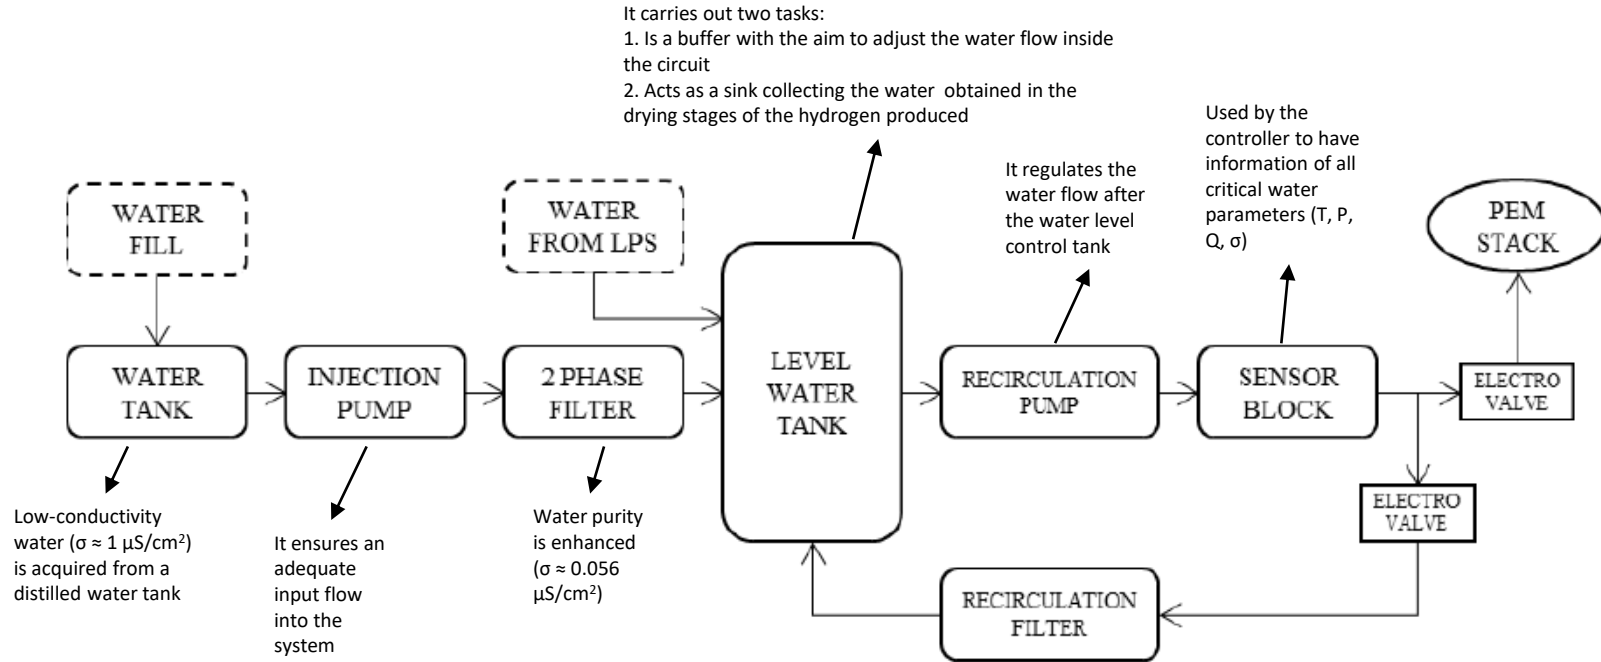 It carries out two tasks:
1. Is a buffer with the aim to adjust the water flow inside
the circuit
2. Acts as a sink collecting the water obtained in the
drying stages of the hydrogen produced
Used by the
controller to have
information of all
critical water
parameters (T, P,
Q, σ)
It regulates the
water flow after
the water level
control tank
WATER
FILL
WATER
FROM LPS
PEM
STACK
WATER
TANK
INJECTION
PUMP
2 PHASE
FILTER
LEVEL
WATER
TANK
RECIRCULATION
PUMP
SENSOR
BLOCK
ELECTRO
VALVE
ELECTRO
VALVE
Low-conductivity
water (σ ≈ 1 µS/cm²)
is acquired from a
distilled water tank
It ensures an
adequate
input flow
into the
system
Water purity
is enhanced
(σ ≈ 0.056
µS/cm²)
RECIRCULATION
FILTER